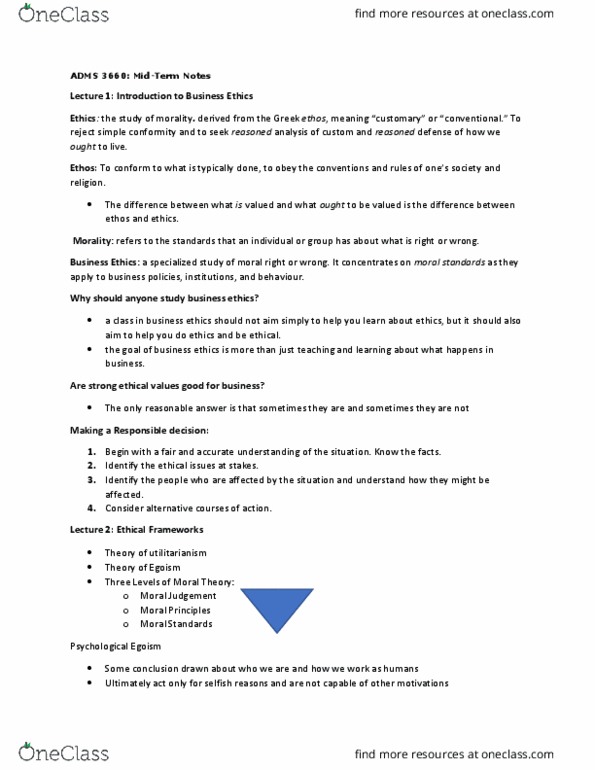 OneClass
find more resources at oneclass.com
ADMS 3660: Mid-Term Notes
Lecture 1: Introduction to Business Ethics
Ethics: the study of morality. derived from the Greek ethos, meaning “customary” or “conventional.” To
reject simple conformity and to seek reasoned analysis of custom and reasoned defense of how we
ought to live.
Ethos: To conform to what is typically done, to obey the conventions and rules of one’s society and
religion.
• The difference between what is valued and what ought to be valued is the difference between
ethos and ethics.
Morality: refers to the standards that an individual or group has about what is right or wrong.
Business Ethics: a specialized study of moral right or wrong. It concentrates on moral standards as they
apply to business policies, institutions, and behaviour.
Why should anyone study business ethics?
• a class in business ethics should not aim simply to help you learn about ethics, but it should also
aim to help you do ethics and be ethical.
• the goal of business ethics is more than just teaching and learning about what happens in
business.
Are strong ethical values good for business?
• The only reasonable answer is that sometimes they are and sometimes they are not
Making a Responsible decision:
1. Begin with a fair and accurate understanding of the situation. Know the facts.
2. Identify the ethical issues at stakes.
3. Identify the people who are affected by the situation and understand how they might be
affected.
4. Consider alternative courses of action.
Lecture 2: Ethical Frameworks
• Theory of utilitarianism
• Theory of Egoism
• Three Levels of Moral Theory:
o Moral Judgement
o Moral Principles
o Moral Standards
Psychological Egoism
• Some conclusion drawn about who we are and how we work as humans
• Ultimately act only for selfish reasons and are not capable of other motivations
OneClass
find more resources at oneclass.com